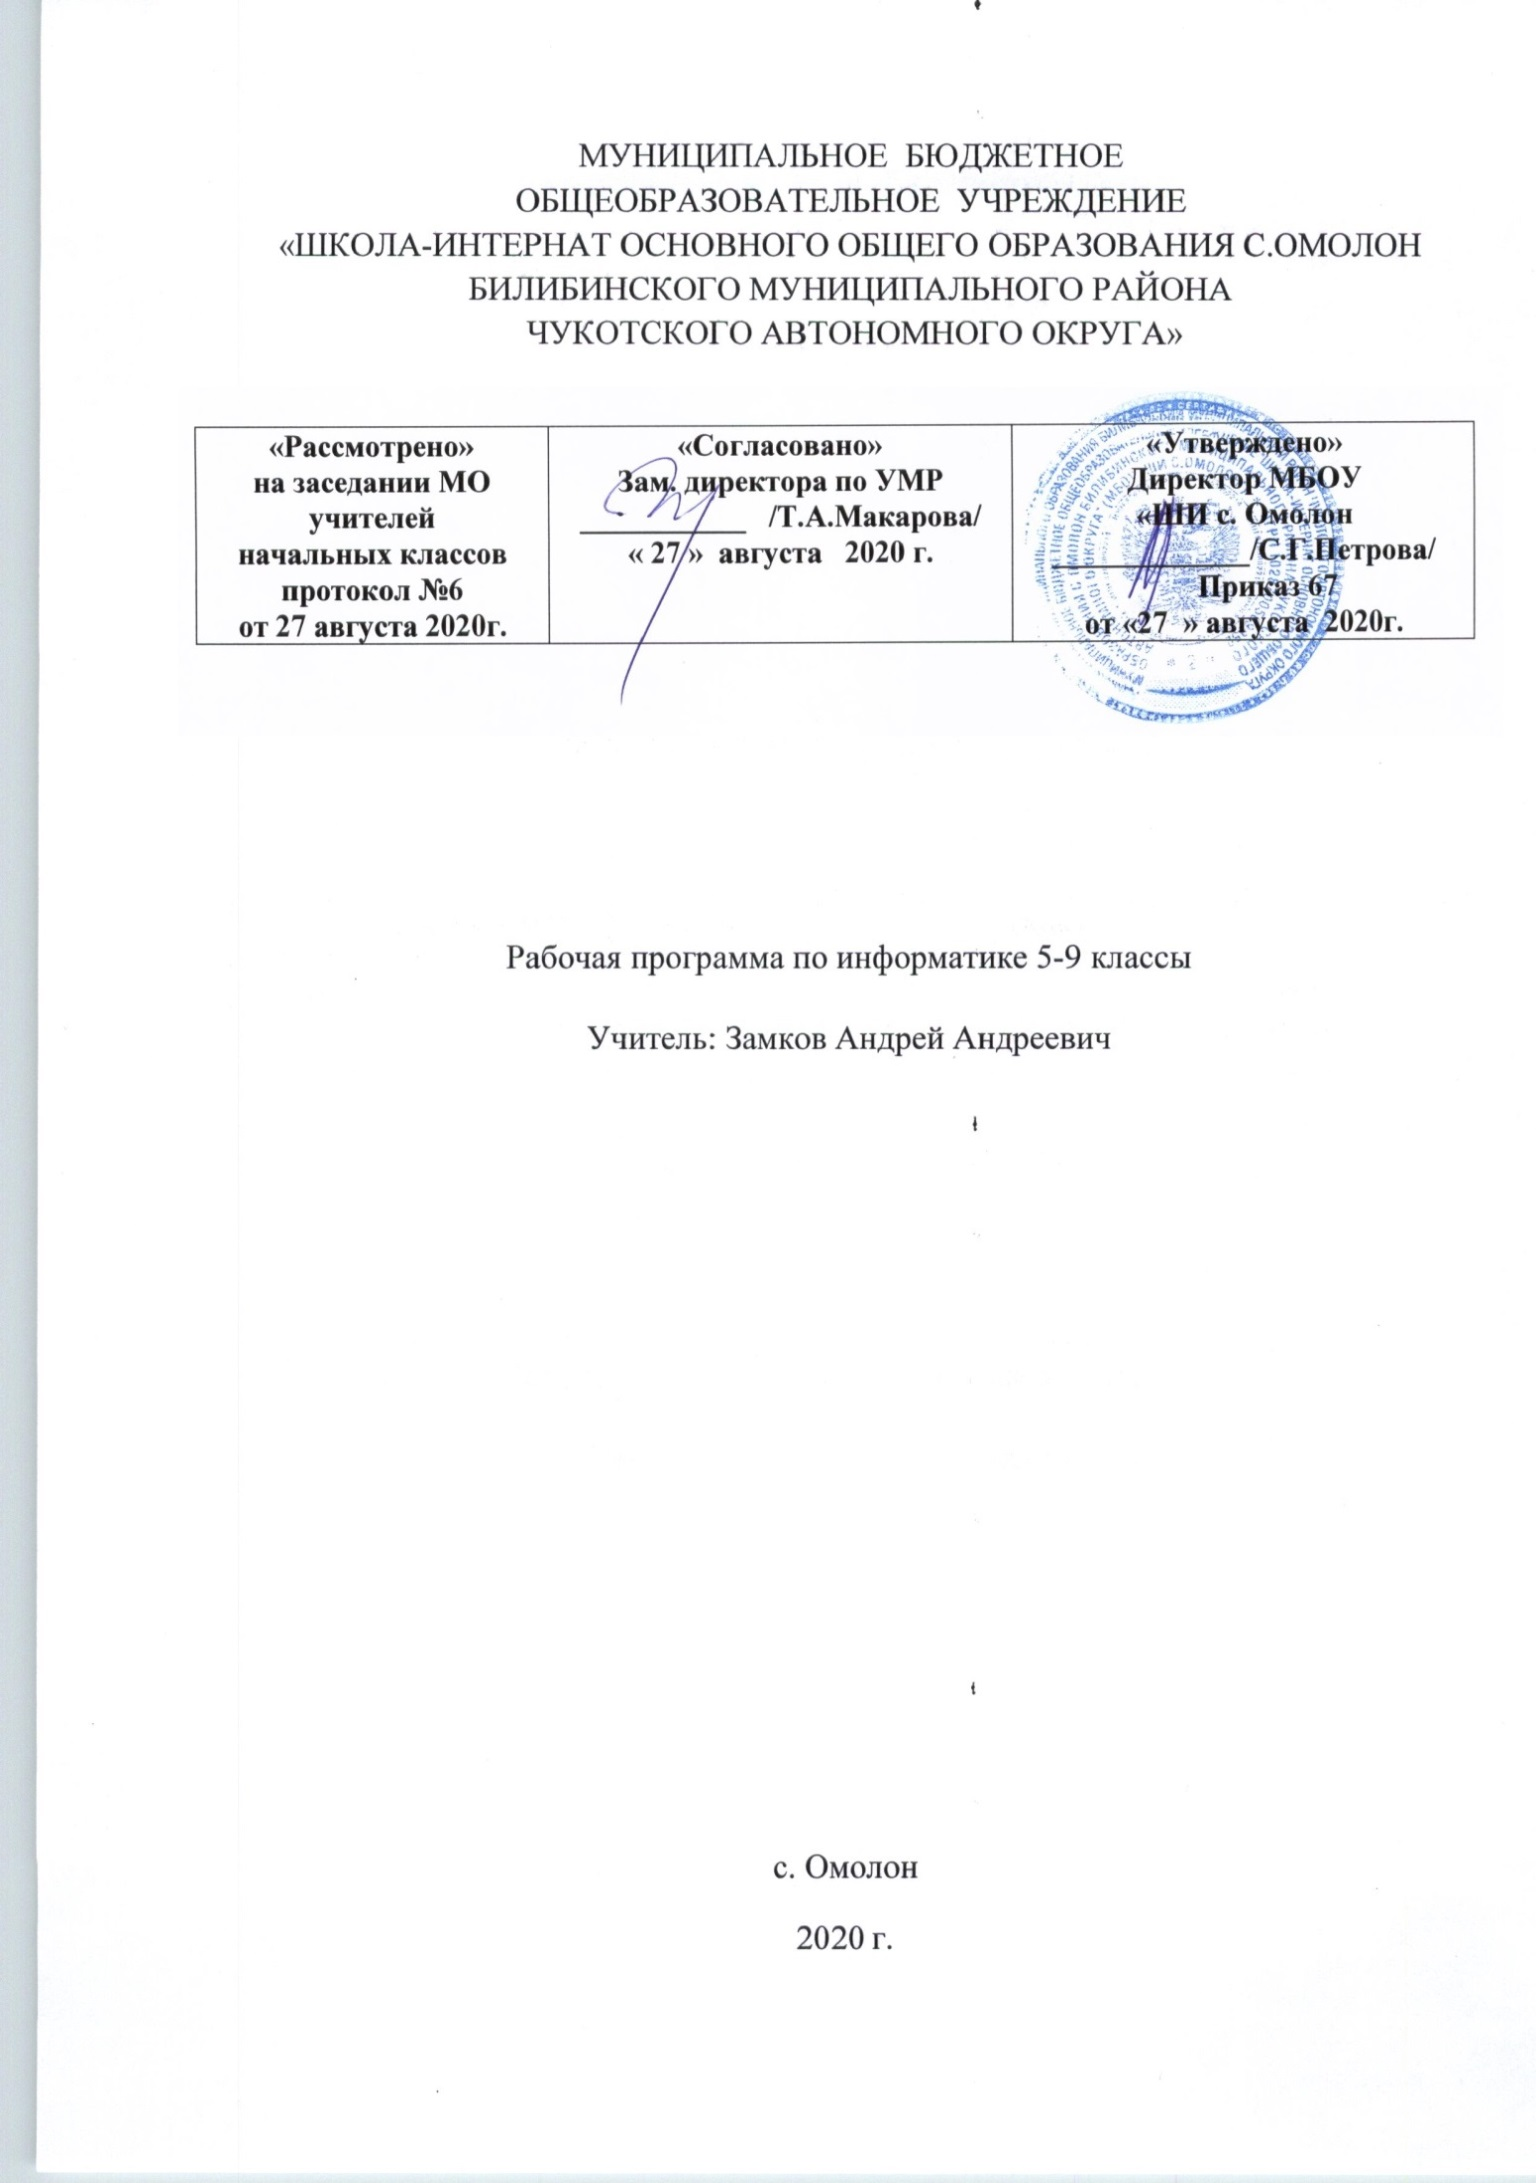 МУНИЦИПАЛЬНОЕ БЮДЖЕТНОЕ
ОБЩЕОБРАЗОВАТЕЛЬНОЕ УЧРЕЖДЕНИЕ
«ШКОЛА-ИНТЕРНАТ ОСНОВНОГО ОБЩЕГО ОБРАЗОВАНИЯ С.ОМОЛОН
БИЛИБИНСКОГО МУНИЦИПАЛЬНОГО РАЙОНА
ЧУКОТСКОГО АВТОНОМНОГО ОКРУГА»
«Рассмотрено»
на заседании МО
учителей
начальных классов
протокол №6
от 27 августа 2020г.
«Согласовано»
Зам. директора по УМР
/Т.А.Макарова/
« 27 » августа 2020 г.
«Утверждено»
Директор МБОУ
«ШИ с. Омолон
/С.Г.Петрова/
Приказ 67
от «27 » августа 2020г.
Рабочая программа по информатике 5-9 классы
Учитель: Замков Андрей Андреевич
с. Омолон
2020 г.